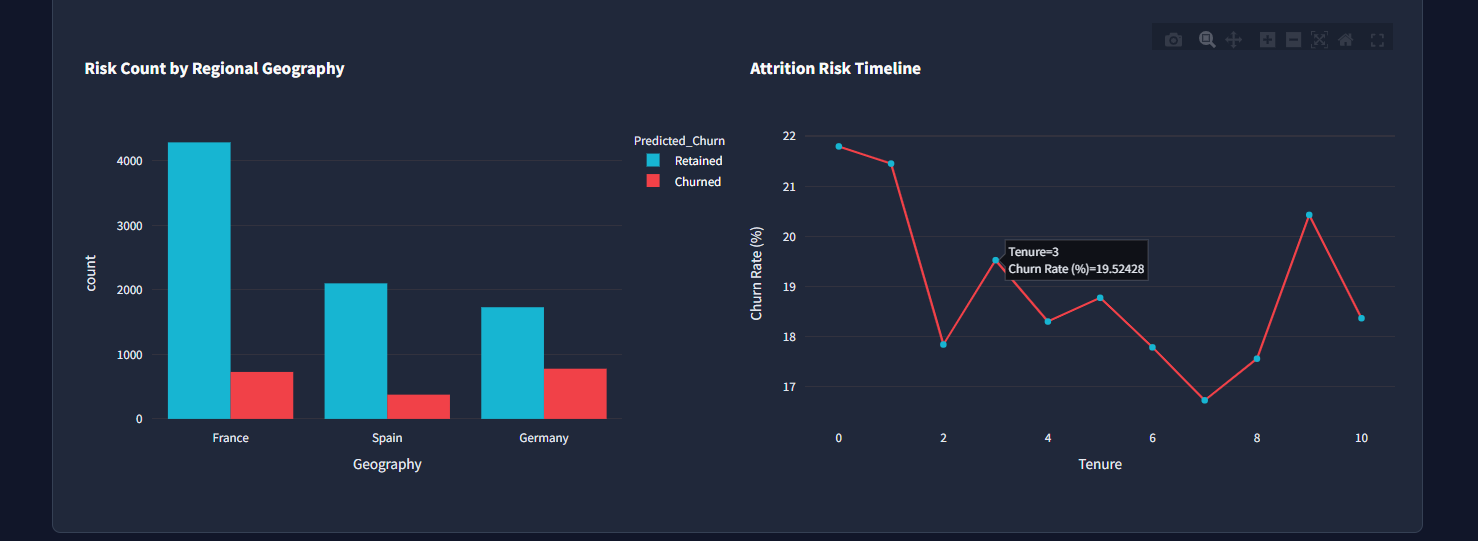 Risk Count by Regional Geography
Predicted_Churn
Retained
Churned
4000
3000
2000
1000
0
count
France
Spain
Germany
Geography
Attrition Risk Timeline
22
21
20
19
18
17
Churn Rate (%)
Tenure=3
Churn Rate (%)=19.52428
0
2
4
6
8
10
Tenure